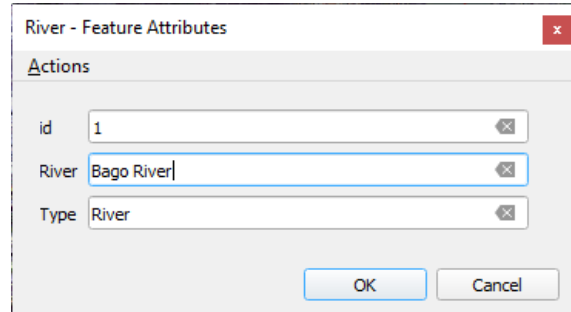 River - Feature Attributes
x
Actions
id 1
River Bago River
Type River
OK Cancel